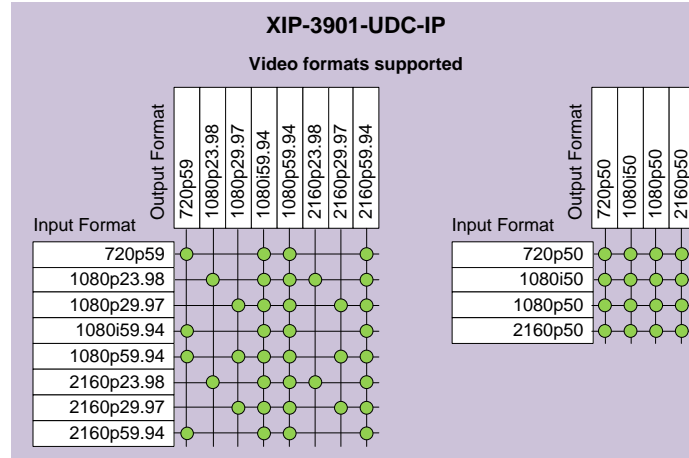 XIP-3901-UDC-IP
Video formats supported
Output Format
720p59
1080p23.98
1080p29.97
1080i59.94
1080p59.94
2160p23.98
2160p29.97
2160p59.94
Input Format
720p59
1080p23.98
1080p29.97
1080i59.94
1080p59.94
2160p23.98
2160p29.97
2160p59.94
Output Format
720p50
1080I50
1080p50
2160p50
Input Format
720p50
1080i50
1080p50
2160p50